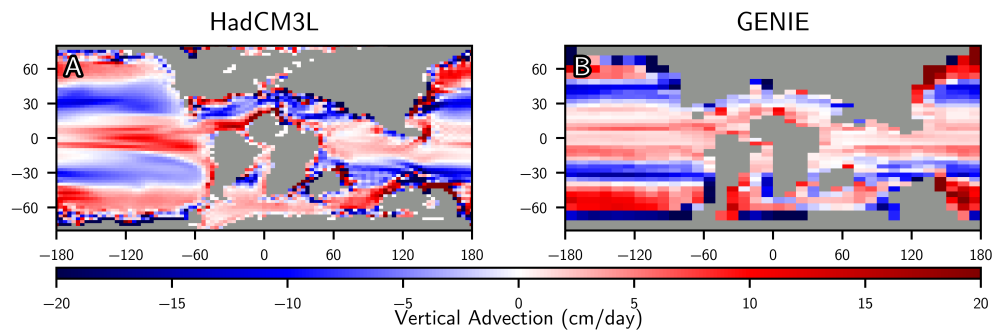 HadCM3L GENIE
A B
60 60
30 30
0 0
−30 −30
−60 −60
−180 −120 −60 0 60 120 180 −180 −120 −60 0 60 120 180
−20 −15 −10 −5 0 5 10 15 20
Vertical Advection (cm/day)